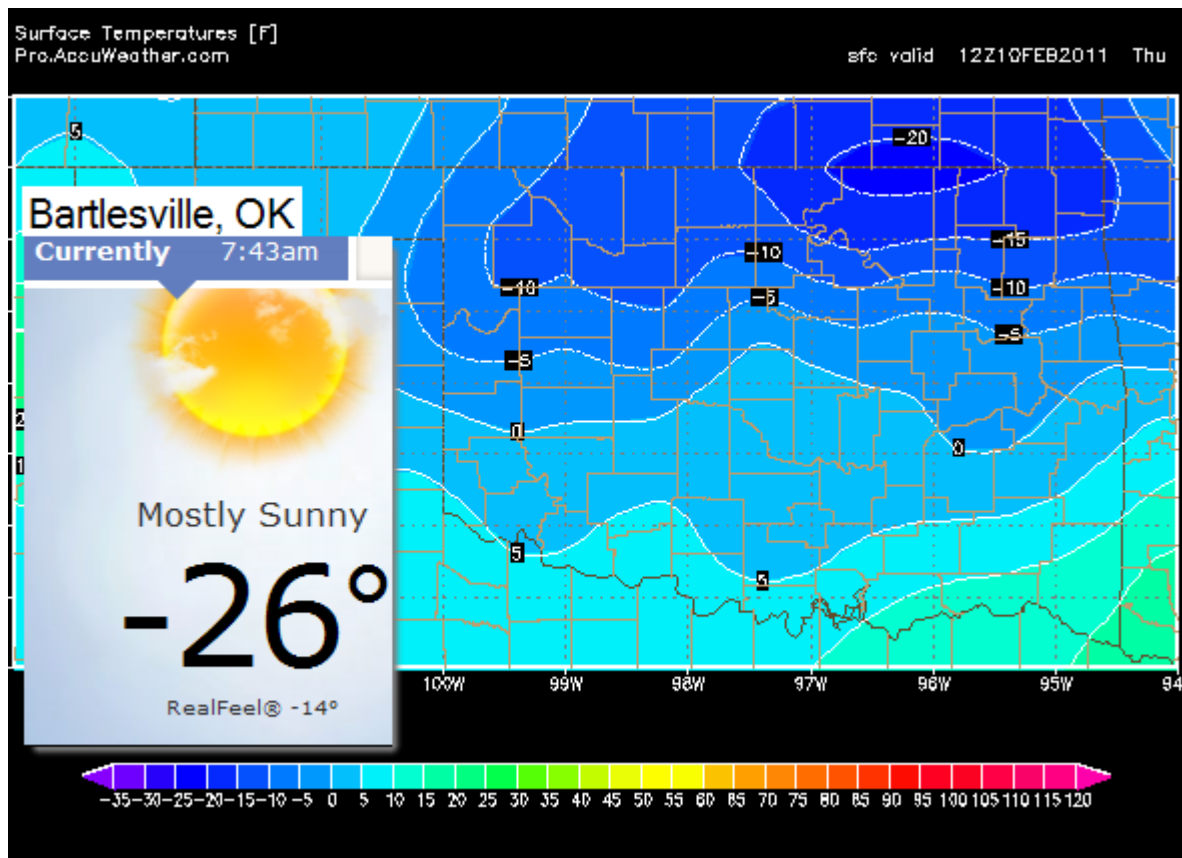 Surface Temperatures [F]
Pro.AccuWeather.com
sfc valid 12Z10FEB2011 Thu
5
-20
Bartlesville, OK
Currently 7:43am
-15
-10
-10
-10
-5
-5
-5
0
0
5
5
2
1
Mostly Sunny
-26°
RealFeel® -14°
100W 99W 98W 97W 96W 95W 94
-35 -30 -25 -20 -15 -10 -5 0 5 10 15 20 25 30 35 40 45 50 55 60 65 70 75 80 85 90 95 100 105 110 115 120